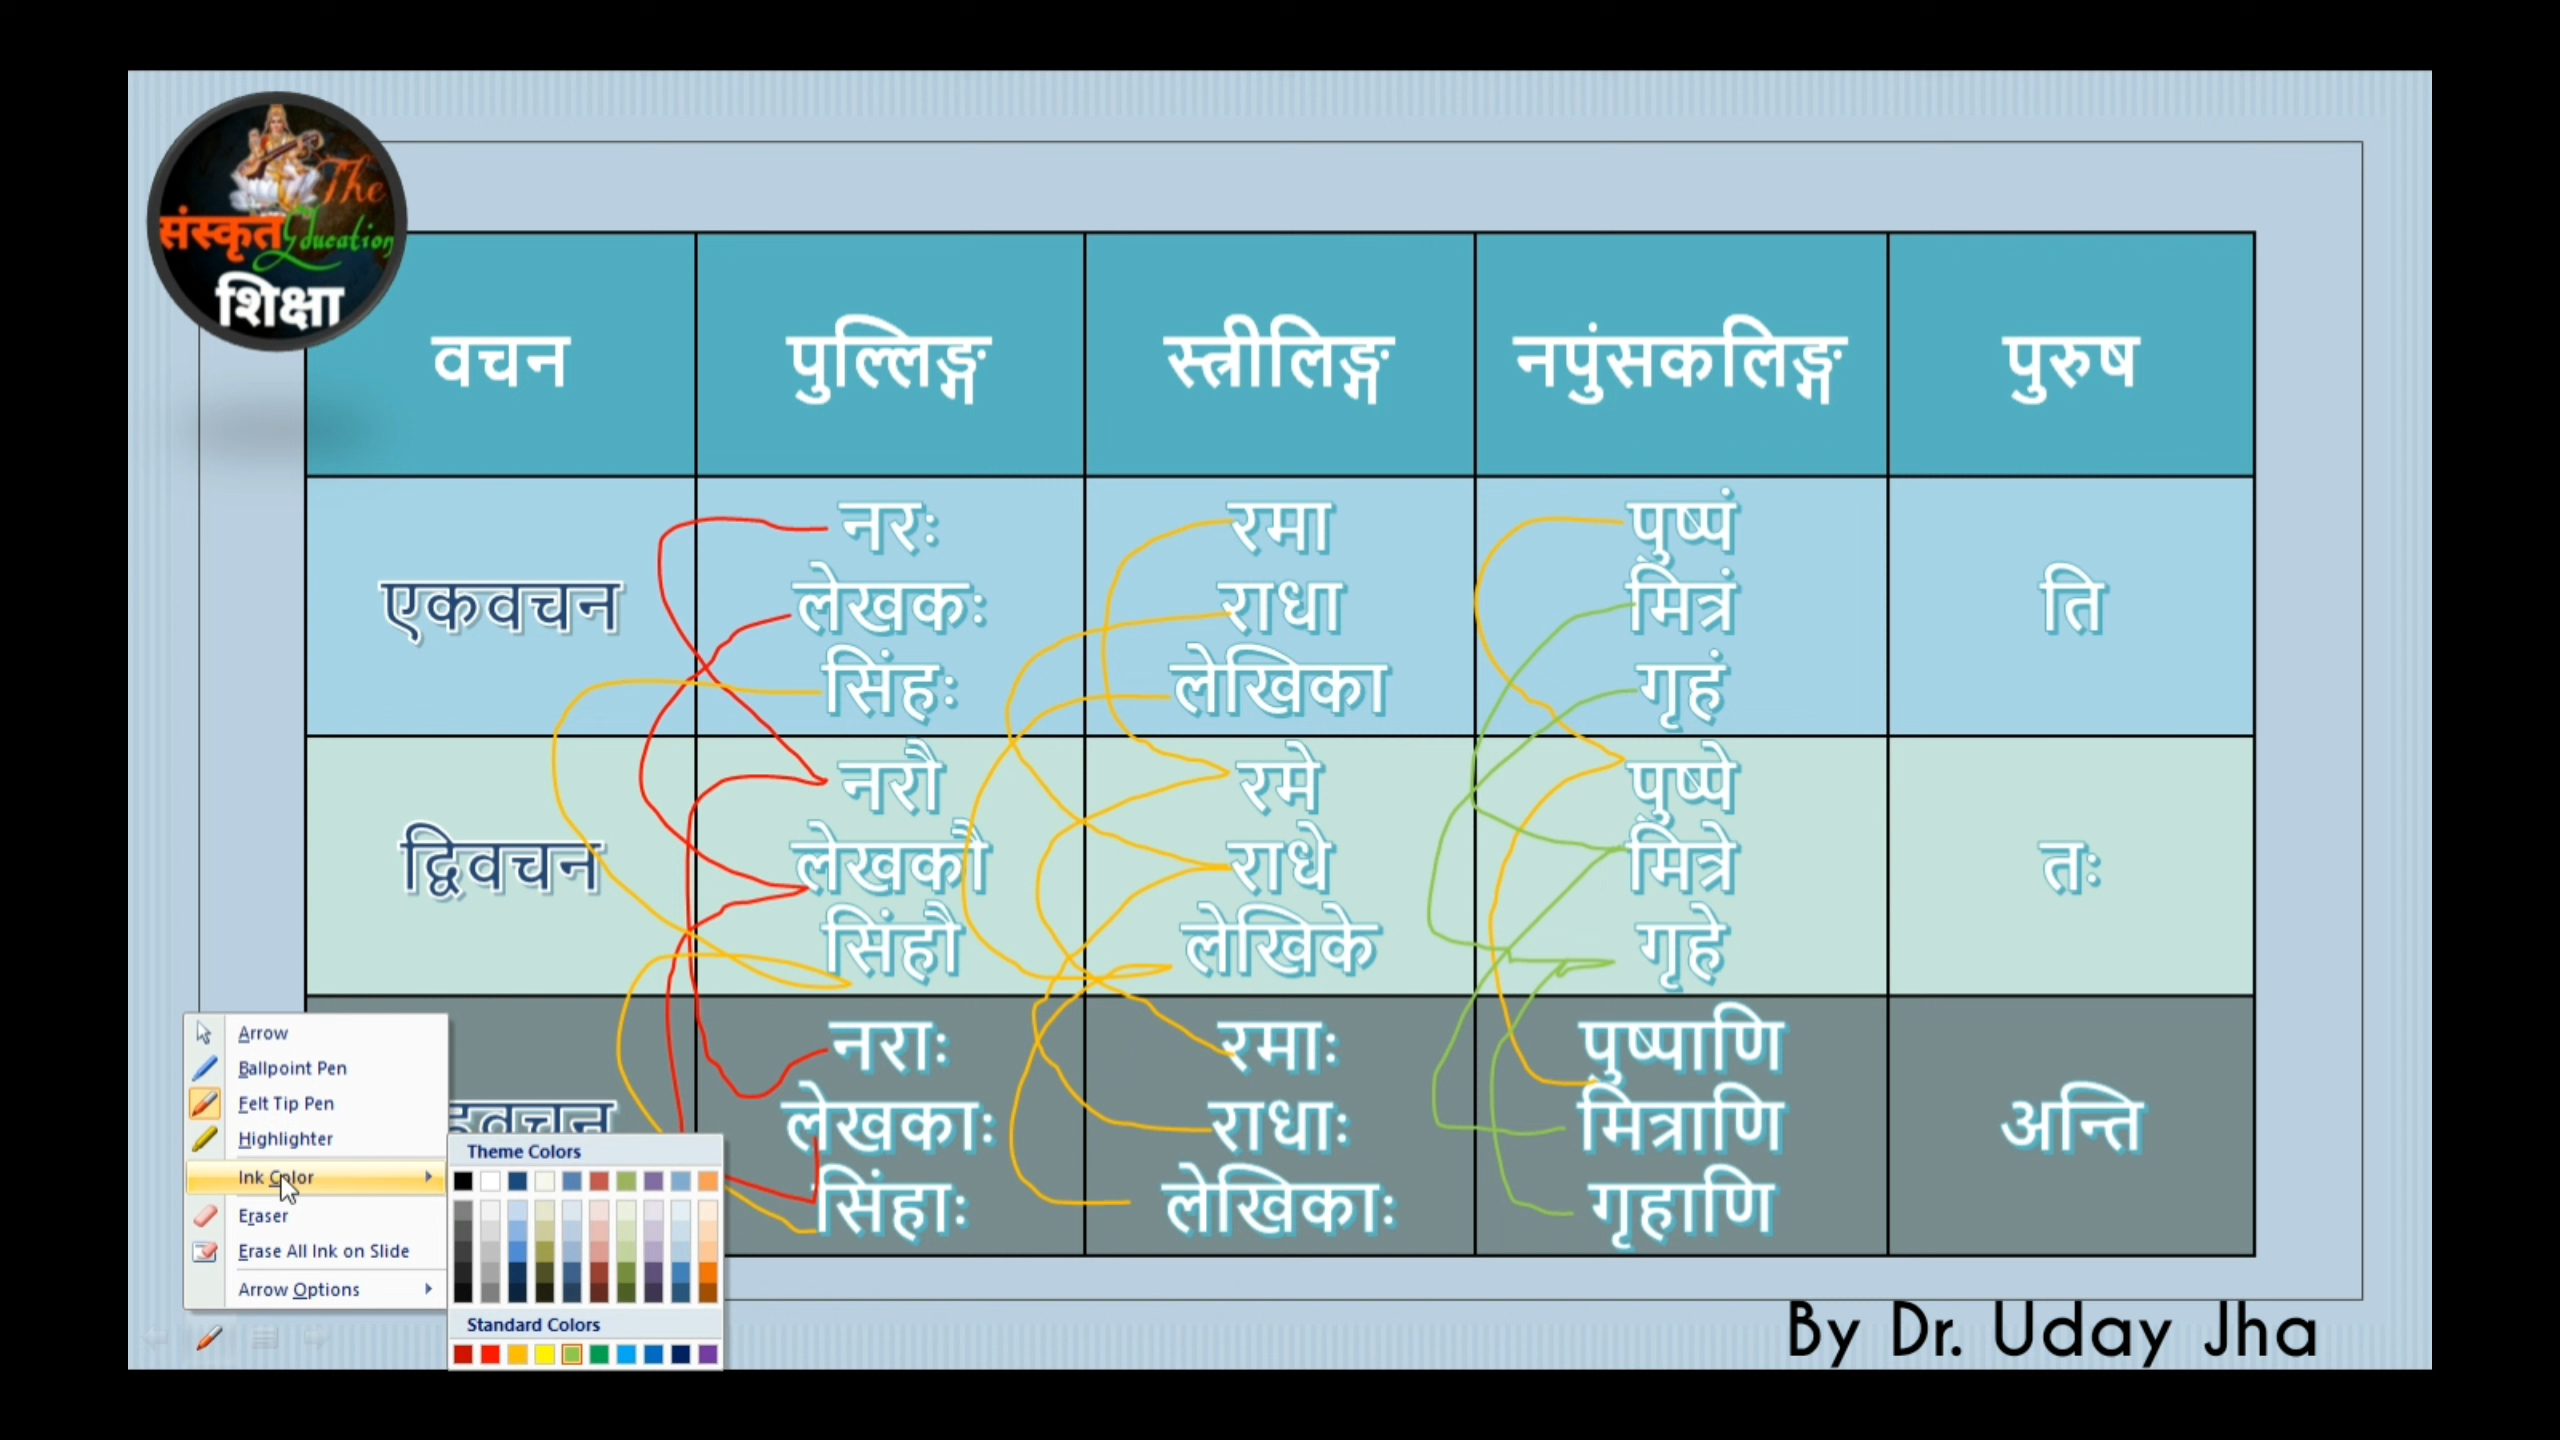 The
संस्कृत Education
शिक्षा
वचन पुल्लिङ्ग स्त्रीलिङ्ग नपुंसकलिङ्ग पुरुष
एकवचन
नरः
लेखकः
सिंहः
रमा
राधा
लेखिका
पुष्पं
मित्रं
गृहं
ति
द्विवचन
नरौ
लेखकौ
सिंहौ
रमे
राधे
लेखिके
पुष्पे
मित्रे
गृहे
तः
नराः
लेखकाः
सिंहाः
रमाः
राधाः
लेखिकाः
पुष्पाणि
मित्राणि
गृहाणि
अन्ति
Arrow
Ballpoint Pen
Felt Tip Pen
Highlighter
Ink Color
Eraser
Erase All Ink on Slide
Arrow Options
Theme Colors
Standard Colors
By Dr. Uday Jha